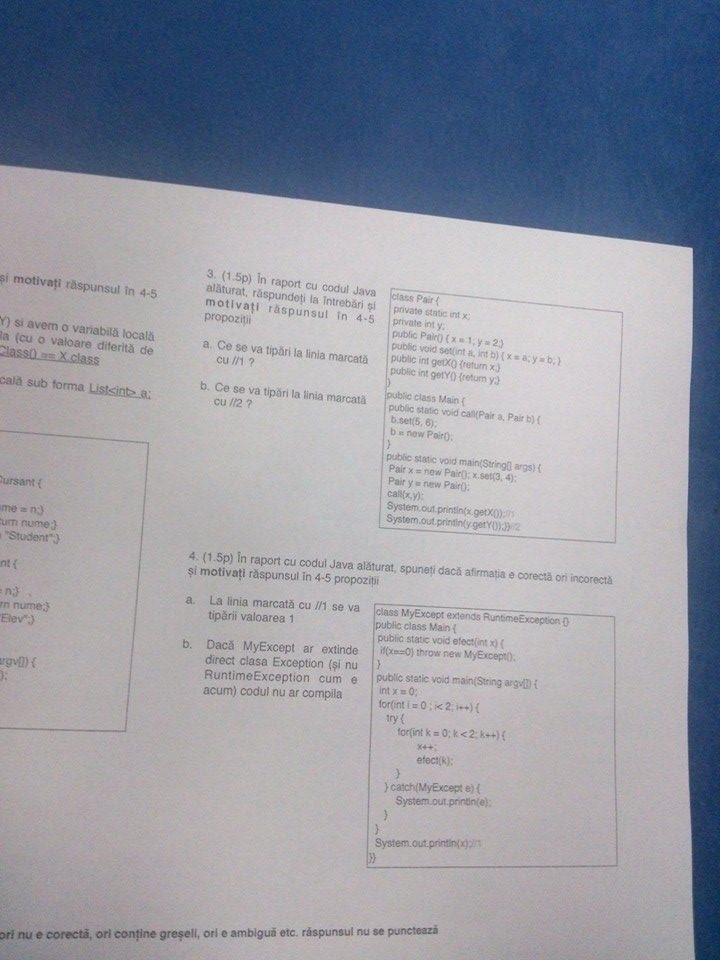 și motivați răspunsul în 4-5
Y) si avem o variabilă locală
la (cu o valoare diferită de
Class() == X.class
cală sub forma List<int> a;
Cursant {
me = n;}
turn nume;}
"Student";}
nt {
= n;}
rn nume;}
"Elev";}
argv[]) {
);
3. (1.5p) În raport cu codul Java
alăturat, răspundeți la întrebări și
motivați răspunsul în 4-5
propoziții
a. Ce se va tipări la linia marcată
cu //1 ?
b. Ce se va tipări la linia marcată
cu //2 ?
class Pair {
private static int x;
private int y;
public Pair() { x = 1; y = 2;}
public void set(int a, int b) { x = a; y = b; }
public int getX() {return x;}
public int getY() {return y;}
}
public class Main {
public static void call(Pair a, Pair b) {
b.set(5, 6);
b = new Pair();
}
public static void main(String[] args) {
Pair x = new Pair(); x.set(3, 4);
Pair y = new Pair();
call(x,y);
System.out.println(x.getX());//1
System.out.println(y.getY());}}//2
4. (1.5p) În raport cu codul Java alăturat, spuneți dacă afirmația e corectă ori incorectă
și motivați răspunsul în 4-5 propoziții
a. La linia marcată cu //1 se va
tipării valoarea 1
b. Dacă MyExcept ar extinde
direct clasa Exception (și nu
RuntimeException cum e
acum) codul nu ar compila
class MyExcept extends RuntimeException {}
public class Main {
public static void efect(int x) {
if(x==0) throw new MyExcept();
}
public static void main(String argv[]) {
int x = 0;
for(int i = 0 ; i< 2; i++) {
try {
for(int k = 0; k < 2; k++) {
x++;
efect(k);
}
} catch(MyExcept e) {
System.out.println(e);
}
}
System.out.println(x);//1
}}
ori nu e corectă, ori conține greșeli, ori e ambiguă etc. răspunsul nu se punctează